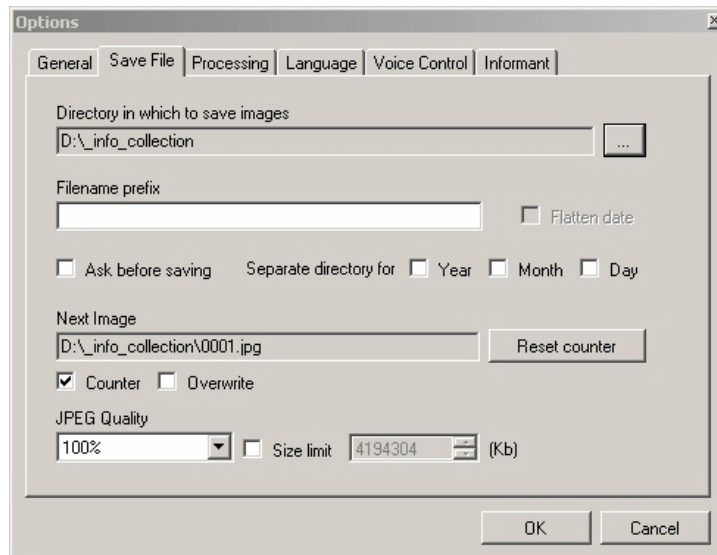 Options
General Save File Processing Language Voice Control Informant
Directory in which to save images
D:\_info_collection ...
Filename prefix
Flatten date
Ask before saving Separate directory for Year Month Day
Next Image
D:\_info_collection\0001.jpg Reset counter
Counter Overwrite
JPEG Quality
100% Size limit 4194304 (Kb)
OK Cancel